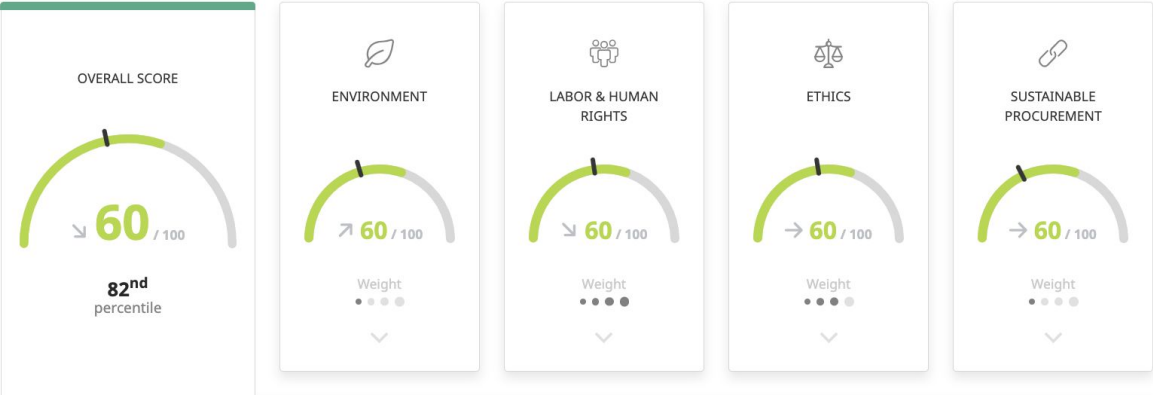 OVERALL SCORE
60 / 100
82nd
percentile
ENVIRONMENT
60 / 100
Weight
LABOR & HUMAN
RIGHTS
60 / 100
Weight
ETHICS
60 / 100
Weight
SUSTAINABLE
PROCUREMENT
60 / 100
Weight